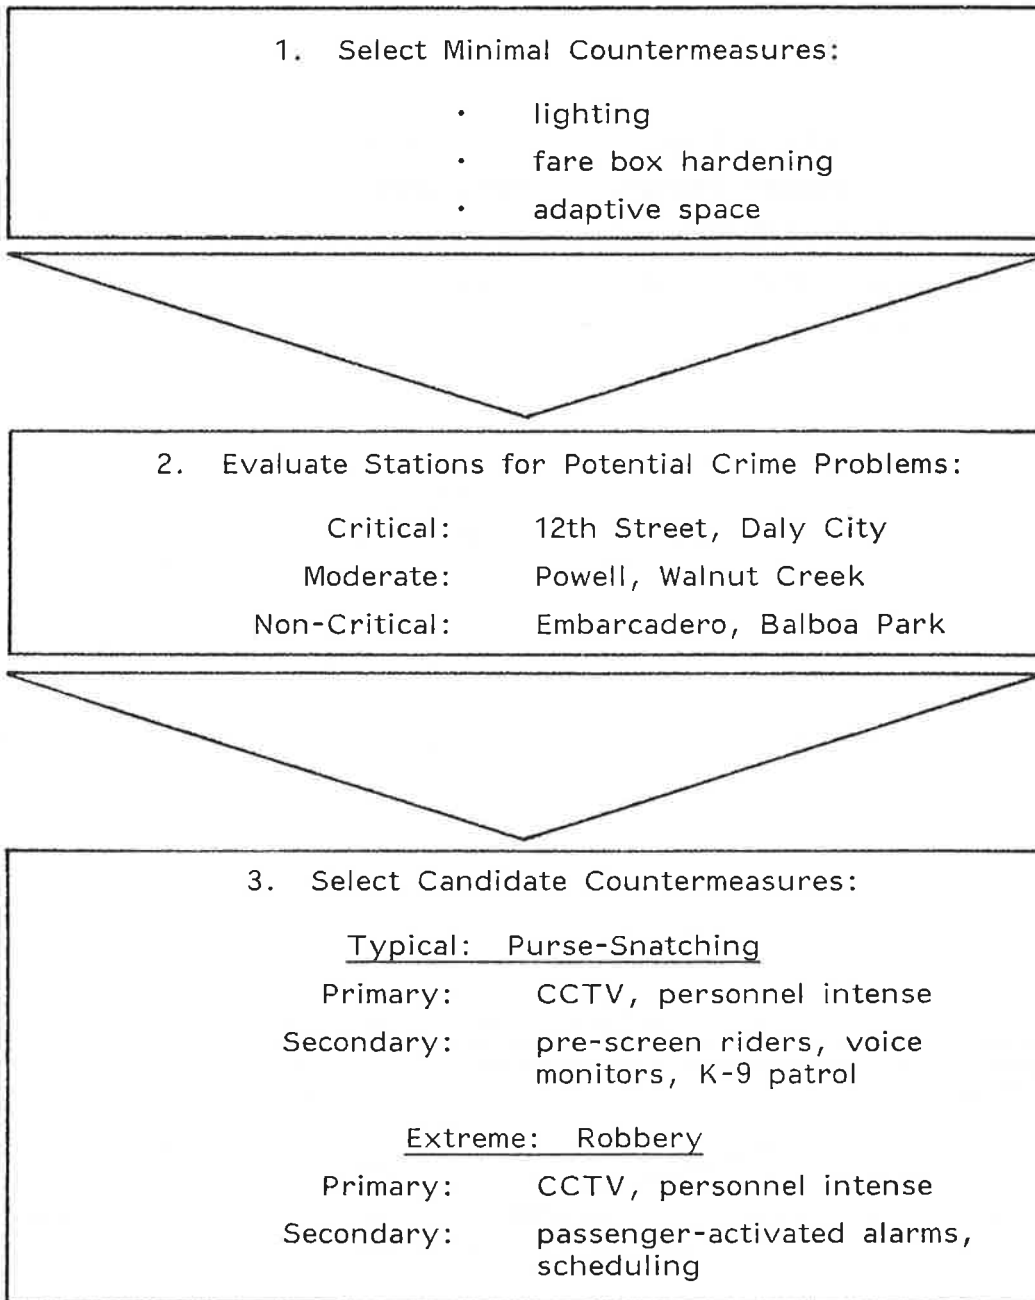 1. Select Minimal Countermeasures:
· lighting
· fare box hardening
· adaptive space
2. Evaluate Stations for Potential Crime Problems:
Critical: 12th Street, Daly City
Moderate: Powell, Walnut Creek
Non-Critical: Embarcadero, Balboa Park
3. Select Candidate Countermeasures:
Typical: Purse-Snatching
Primary: CCTV, personnel intense
Secondary: pre-screen riders, voice
monitors, K-9 patrol
Extreme: Robbery
Primary: CCTV, personnel intense
Secondary: passenger-activated alarms,
scheduling